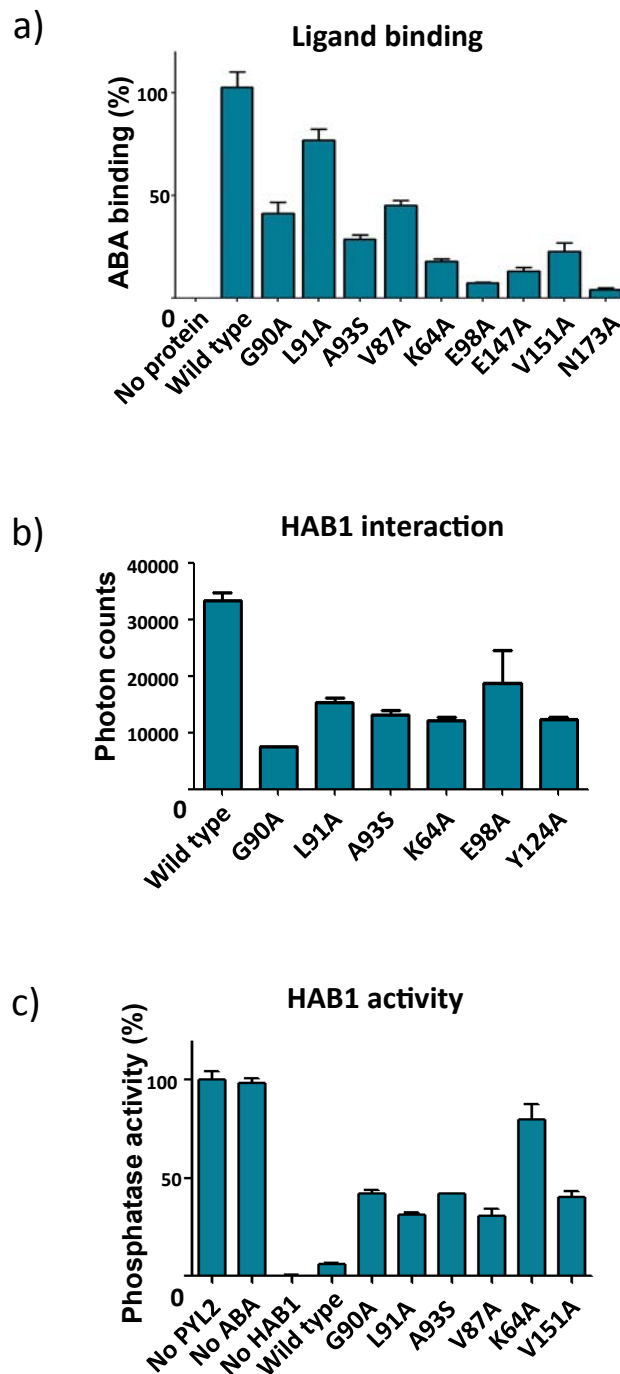 a)
Ligand binding
ABA binding (%)
100
50
0
No protein
Wild type
G90A
L91A
A93S
V87A
K64A
E98A
E147A
V151A
N173A
b)
HAB1 interaction
Photon counts
40000
30000
20000
10000
0
Wild type
G90A
L91A
A93S
K64A
E98A
Y124A
c)
HAB1 activity
Phosphatase activity (%)
100
50
0
No PYL2
No ABA
No HAB1
Wild type
G90A
L91A
A93S
V87A
K64A
V151A